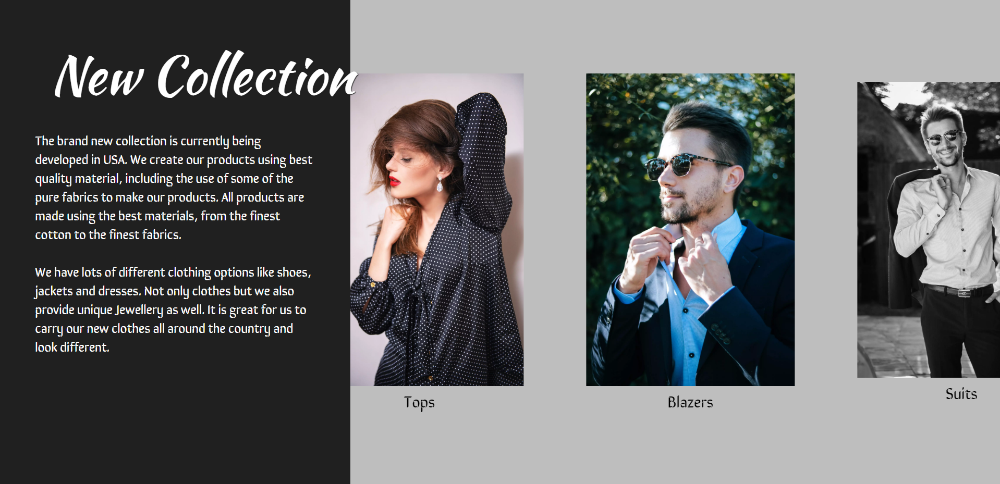 New Collection
The brand new collection is currently being
developed in USA. We create our products using best
quality material, including the use of some of the
pure fabrics to make our products. All products are
made using the best materials, from the finest
cotton to the finest fabrics.
We have lots of different clothing options like shoes,
jackets and dresses. Not only clothes but we also
provide unique Jewellery as well. It is great for us to
carry our new clothes all around the country and
look different.
Tops
Blazers
Suits